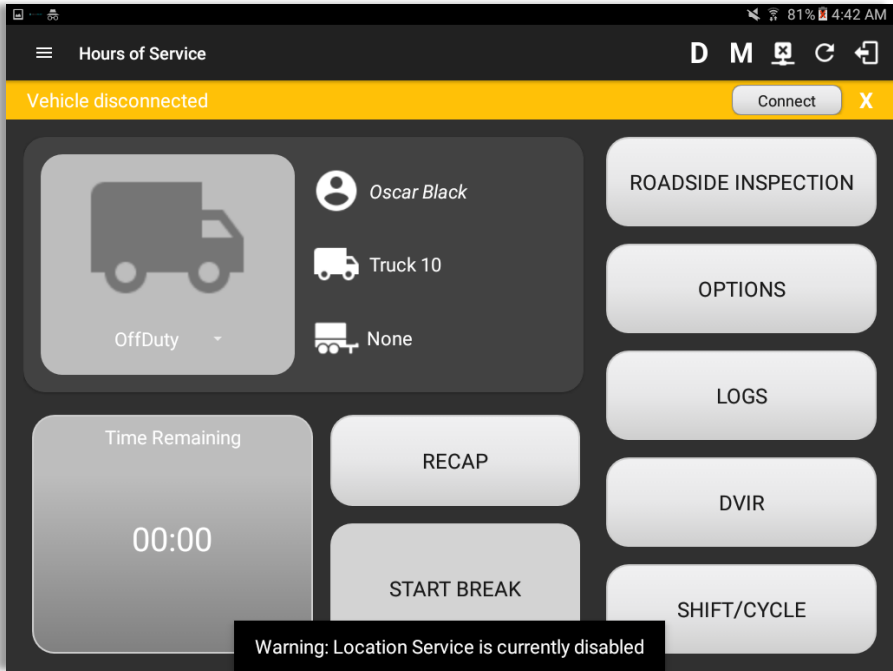 81% 4:42 AM
Hours of Service
D M
Vehicle disconnected
Connect
X
Oscar Black
Truck 10
None
OffDuty
ROADSIDE INSPECTION
OPTIONS
LOGS
DVIR
SHIFT/CYCLE
Time Remaining
00:00
RECAP
START BREAK
Warning: Location Service is currently disabled